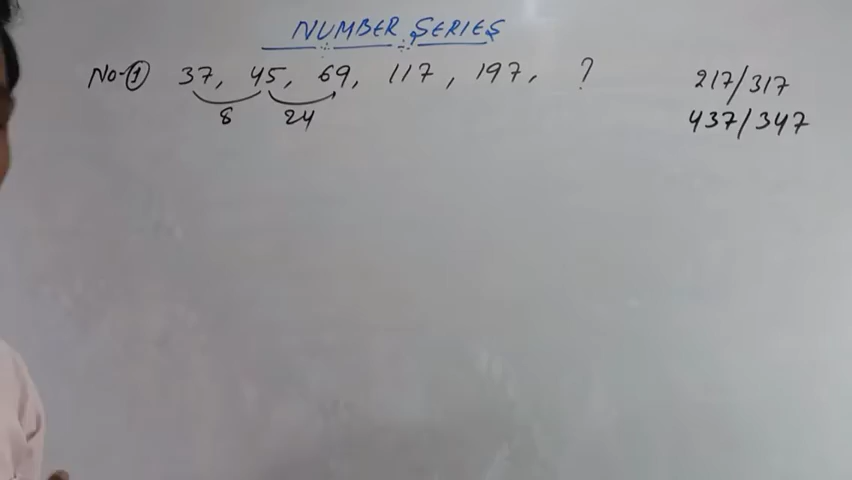 NUMBER SERIES
No-① 37, 45, 69, 117, 197, ?
8 24
217/317
437/347